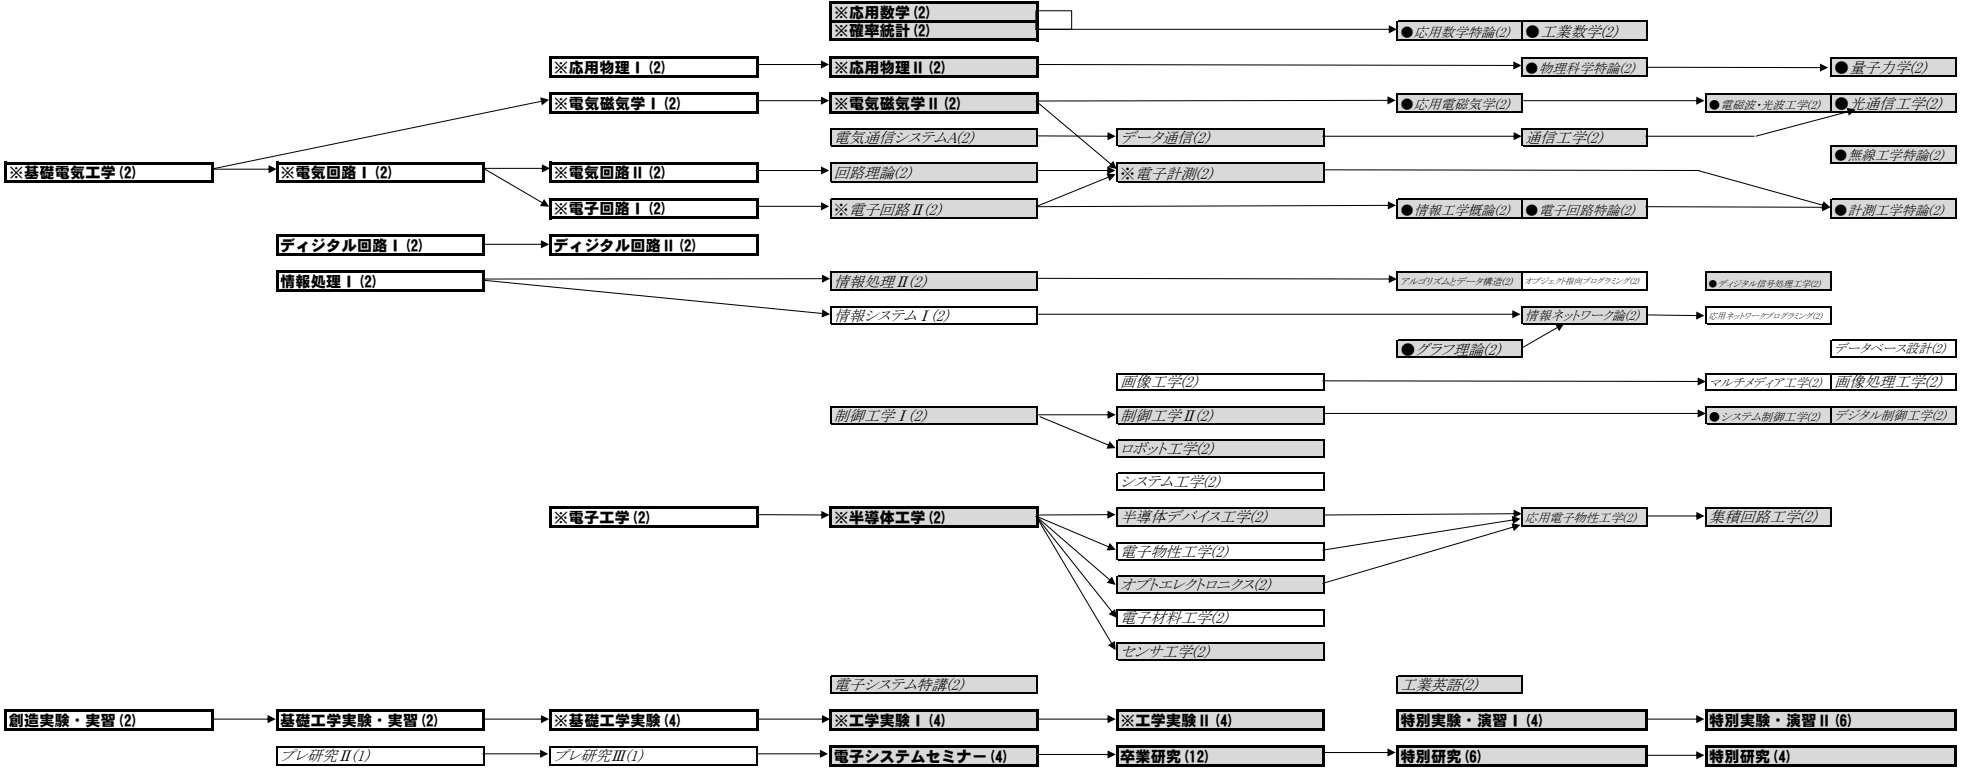 ※応用数学(2)
※確率統計(2)
●応用数学特論(2) ●工業数学(2)
※応用物理Ⅰ(2) ※応用物理Ⅱ(2) ●物理科学特論(2) ●量子力学(2)
※電気磁気学Ⅰ(2) ※電気磁気学Ⅱ(2) ●応用電磁気学(2) ●電磁波・光波工学(2) ●光通信工学(2)
電気通信システムA(2) データ通信(2) 通信工学(2)
●無線工学特論(2)
※基礎電気工学(2) ※電気回路Ⅰ(2) ※電気回路Ⅱ(2) 回路理論(2) ※電子計測(2)
※電子回路Ⅰ(2) ※電子回路Ⅱ(2) ●情報工学概論(2) ●電子回路特論(2) ●計測工学特論(2)
ディジタル回路Ⅰ(2) ディジタル回路Ⅱ(2)
情報処理Ⅰ(2) 情報処理Ⅱ(2) アルゴリズムとデータ構造(2) オブジェクト指向プログラミング(2) ●ディジタル信号処理工学(2)
情報システムⅠ(2) 情報ネットワーク論(2) 応用ネットワークプログラミング(2)
●グラフ理論(2) データベース設計(2)
画像工学(2) マルチメディア工学(2) 画像処理工学(2)
制御工学Ⅰ(2) 制御工学Ⅱ(2) ●システム制御工学(2) デジタル制御工学(2)
ロボット工学(2)
システム工学(2)
※電子工学(2) ※半導体工学(2) 半導体デバイス工学(2) 応用電子物性工学(2) 集積回路工学(2)
電子物性工学(2)
オプトエレクトロニクス(2)
電子材料工学(2)
センサ工学(2)
電子システム特講(2) 工業英語(2)
創造実験・実習(2) 基礎工学実験・実習(2) ※基礎工学実験(4) ※工学実験Ⅰ(4) ※工学実験Ⅱ(4) 特別実験・演習Ⅰ(4) 特別実験・演習Ⅱ(6)
プレ研究Ⅱ(1) プレ研究Ⅲ(1) 電子システムセミナー(4) 卒業研究(12) 特別研究(6) 特別研究(4)